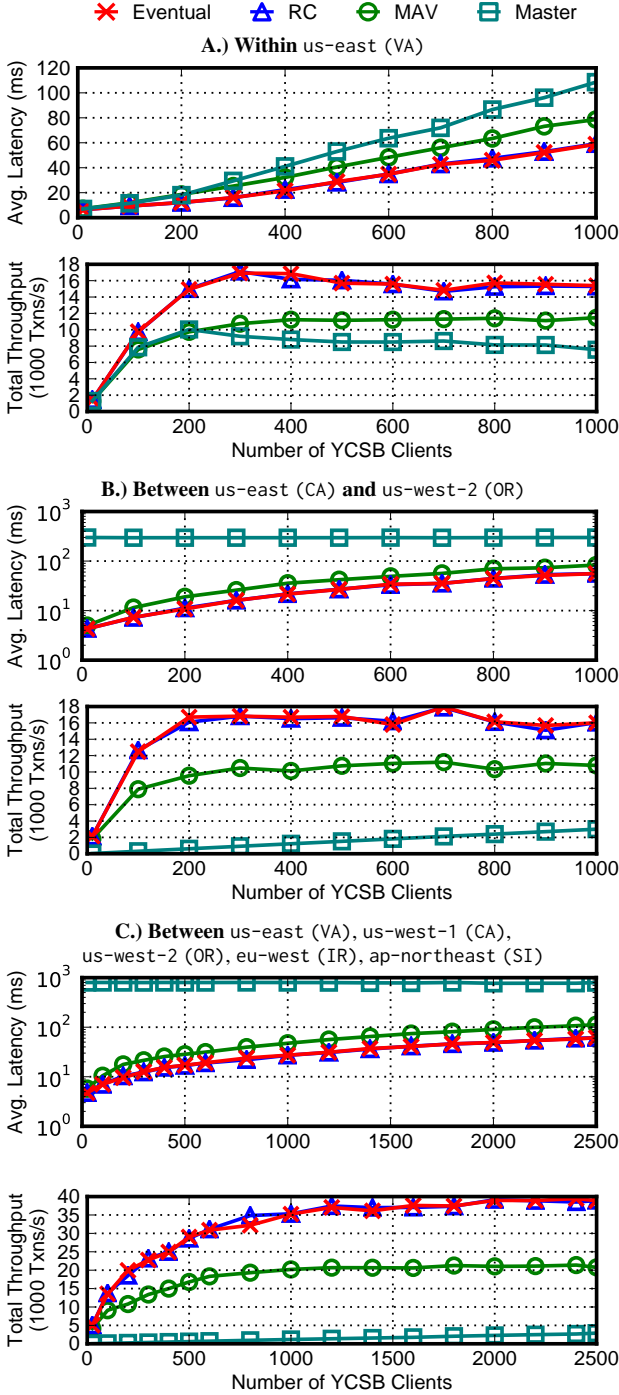 Eventual RC MAV Master
A.) Within us-east (VA)
120
100
80
60
40
20
0
Avg. Latency (ms)
0 200 400 600 800 1000
18
16
14
12
10
8
6
4
2
0
Total Throughput
(1000 Txns/s)
0 200 400 600 800 1000
Number of YCSB Clients
B.) Between us-east (CA) and us-west-2 (OR)
10³
10²
10¹
10⁰
Avg. Latency (ms)
0 200 400 600 800 1000
18
16
14
12
10
8
6
4
2
0
Total Throughput
(1000 Txns/s)
0 200 400 600 800 1000
Number of YCSB Clients
C.) Between us-east (VA), us-west-1 (CA),
us-west-2 (OR), eu-west (IR), ap-northeast (SI)
10³
10²
10¹
10⁰
Avg. Latency (ms)
0 500 1000 1500 2000 2500
40
35
30
25
20
15
10
5
0
Total Throughput
(1000 Txns/s)
0 500 1000 1500 2000 2500
Number of YCSB Clients